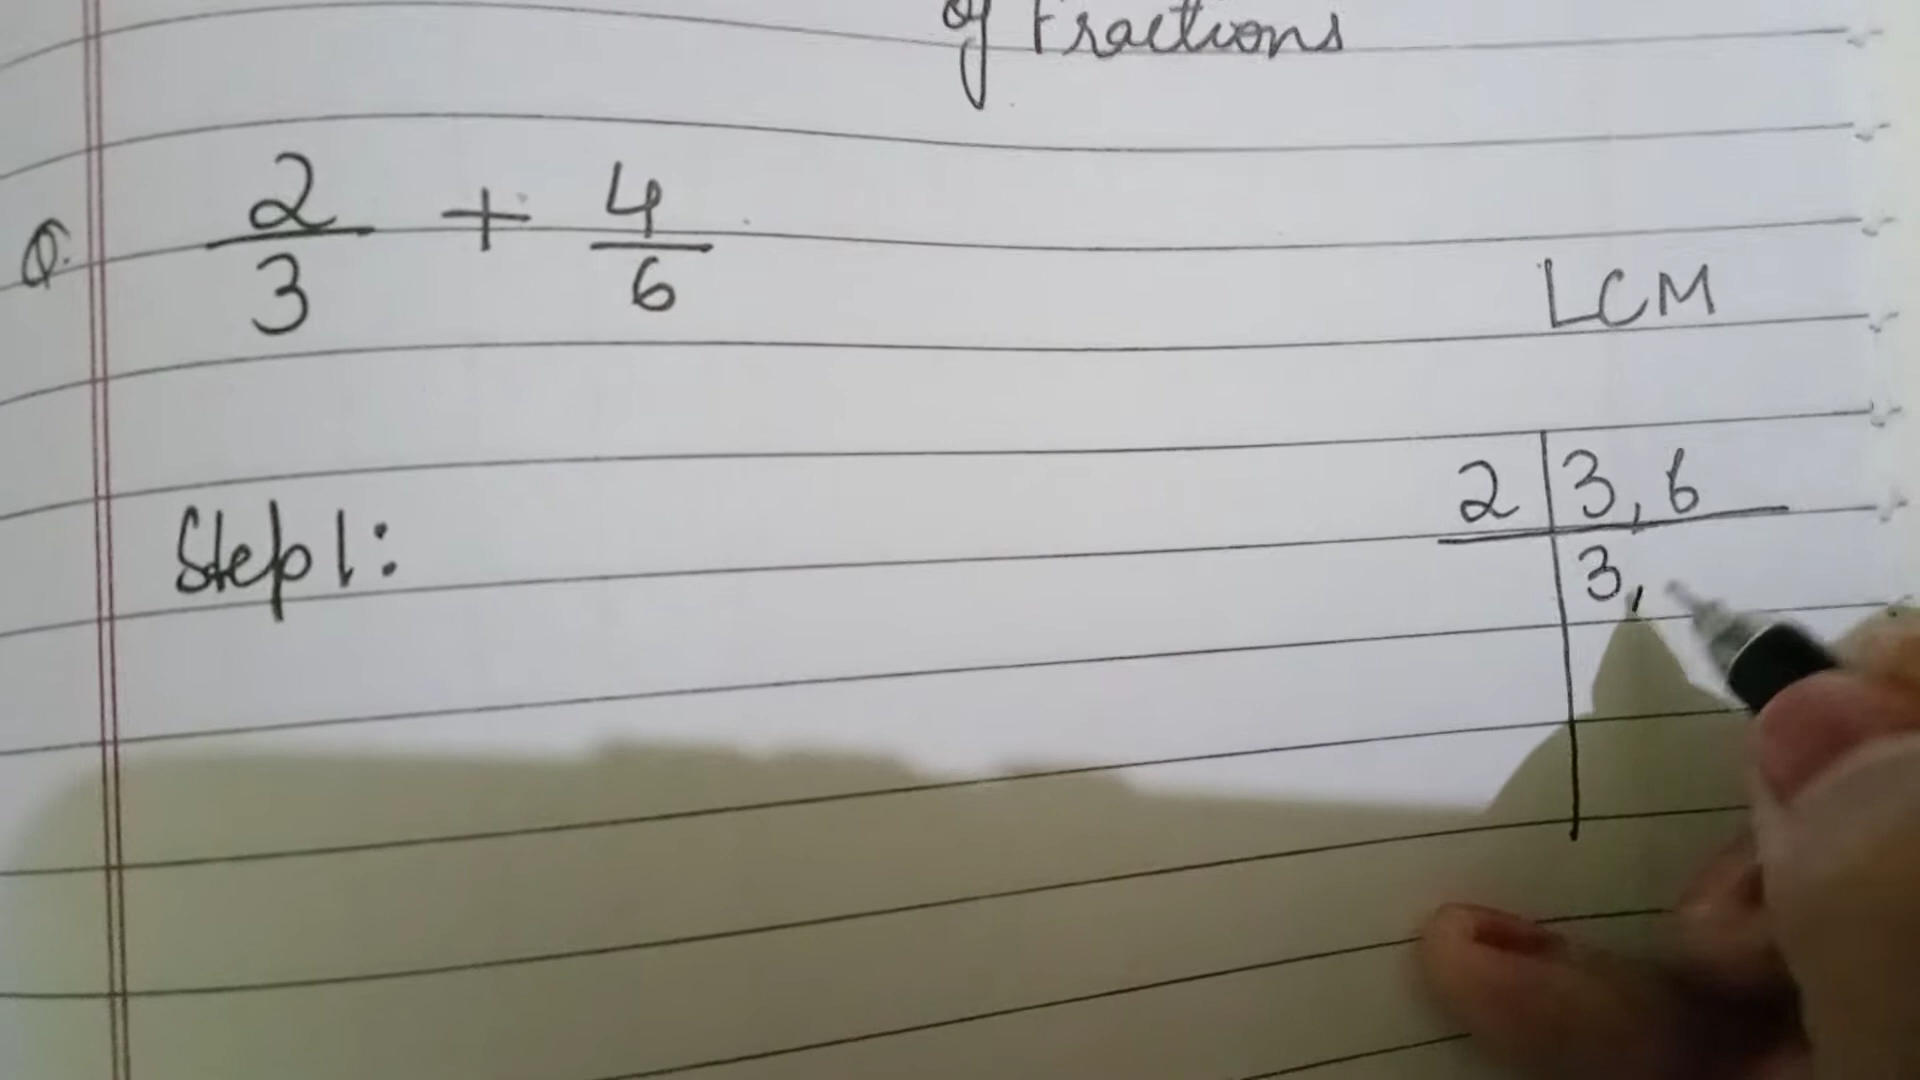 of Fractions
Q. 2/3 + 4/6
LCM
2 | 3, 6
3,
Step 1: